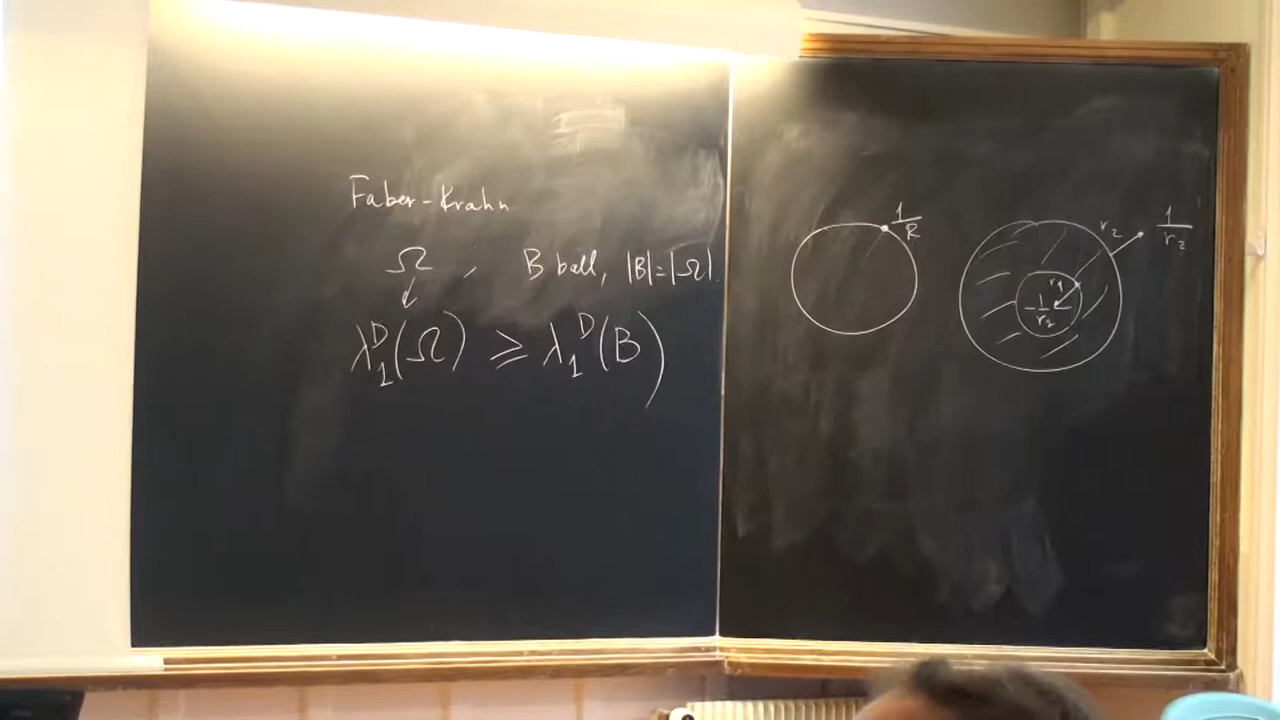 Faber-Krahn
Ω , B ball, |B|=|Ω|.
↓
λ₁ᴰ(Ω) ≥ λ₁ᴰ(B)
1/R
r₂ 1/r₂
r₁
-1/r₂